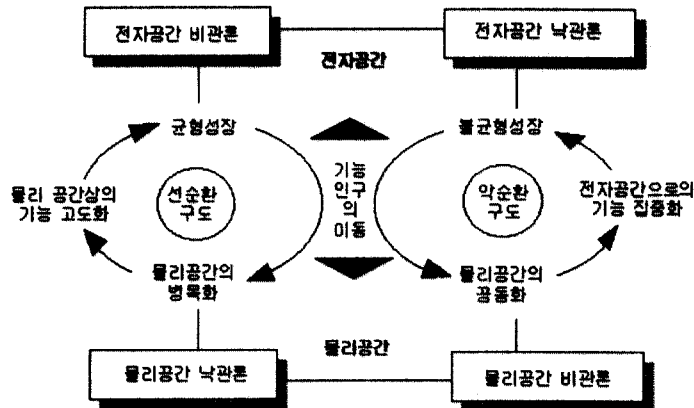 전자공간 비관론
전자공간 낙관론
전자공간
균형성장
불균형성장
물리 공간상의
기능 고도화
선순환
구도
기능
인구
의
이동
악순환
구도
전자공간으로의
기능 집중화
물리공간의
병목화
물리공간의
공동화
물리공간
물리공간 낙관론
물리공간 비관론